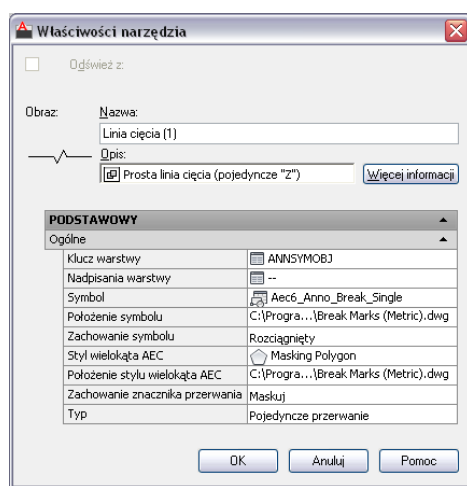 Właściwości narzędzia
Odśwież z:
Obraz:
Nazwa:
Linia cięcia (1)
Opis:
Prosta linia cięcia (pojedyncze "Z")
Więcej informacji
PODSTAWOWY
Ogólne
Klucz warstwy ANNSYMOBJ
Nadpisania warstwy --
Symbol Aec6_Anno_Break_Single
Położenie symbolu C:\Progra...\Break Marks (Metric).dwg
Zachowanie symbolu Rozciągnięty
Styl wielokąta AEC Masking Polygon
Położenie stylu wielokąta AEC C:\Progra...\Break Marks (Metric).dwg
Zachowanie znacznika przerwania Maskuj
Typ Pojedyncze przerwanie
OK Anuluj Pomoc